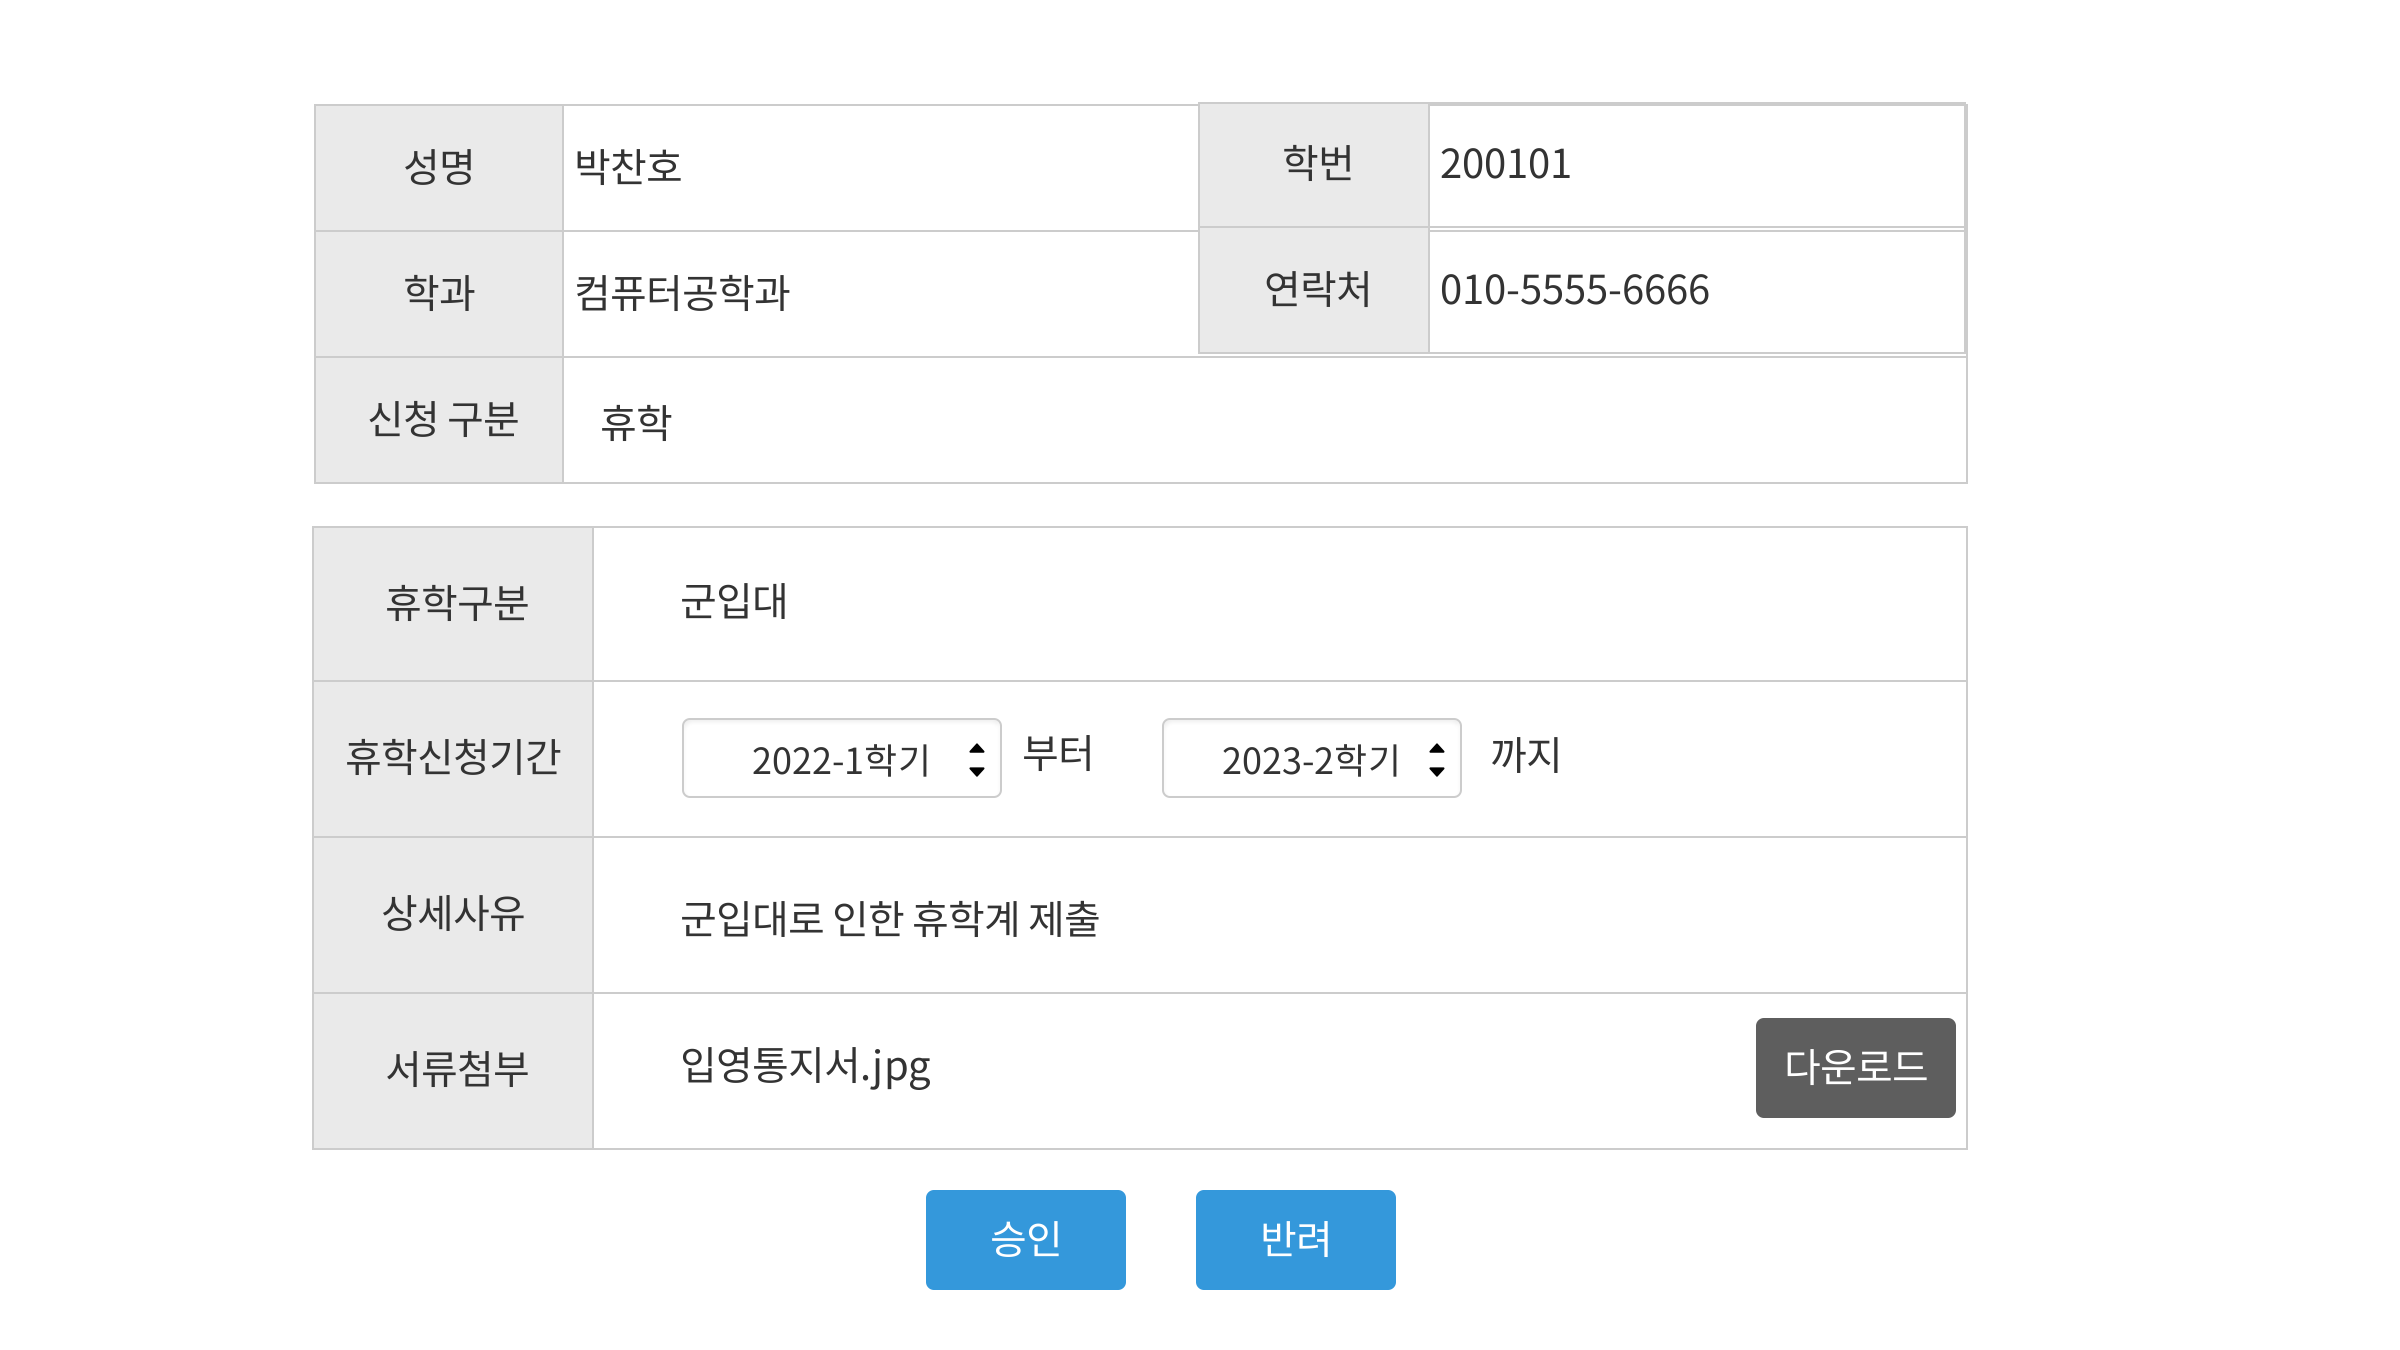 성명 박찬호 학번 200101
학과 컴퓨터공학과 연락처 010-5555-6666
신청 구분 휴학
휴학구분 군입대
휴학신청기간 2022-1학기 부터 2023-2학기 까지
상세사유 군입대로 인한 휴학계 제출
서류첨부 입영통지서.jpg 다운로드
승인 반려